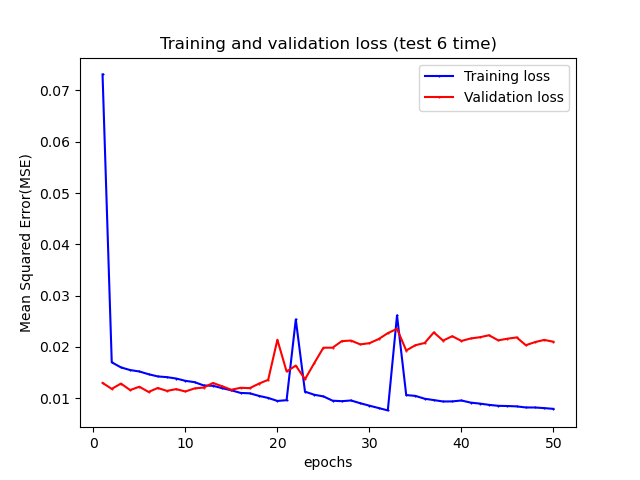 Training and validation loss (test 6 time)
Training loss
Validation loss
0.07
0.06
0.05
0.04
0.03
0.02
0.01
Mean Squared Error(MSE)
0 10 20 30 40 50
epochs